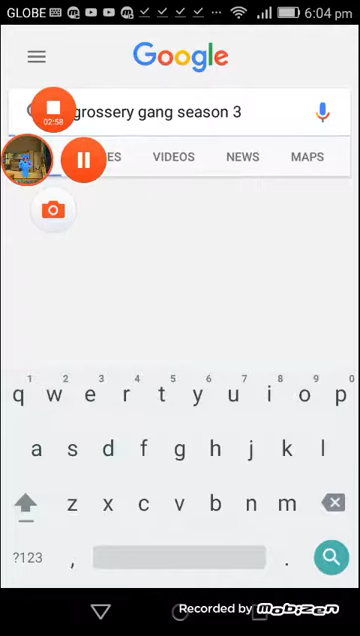 GLOBE ... 6:04 pm
Google
grossery gang season 3
02:58
ES VIDEOS NEWS MAPS
1 2 3 4 5 6 7 8 9 0
q w e r t y u i o p
a s d f g h j k l
z x c v b n m
?123 , .
Recorded by mobizen